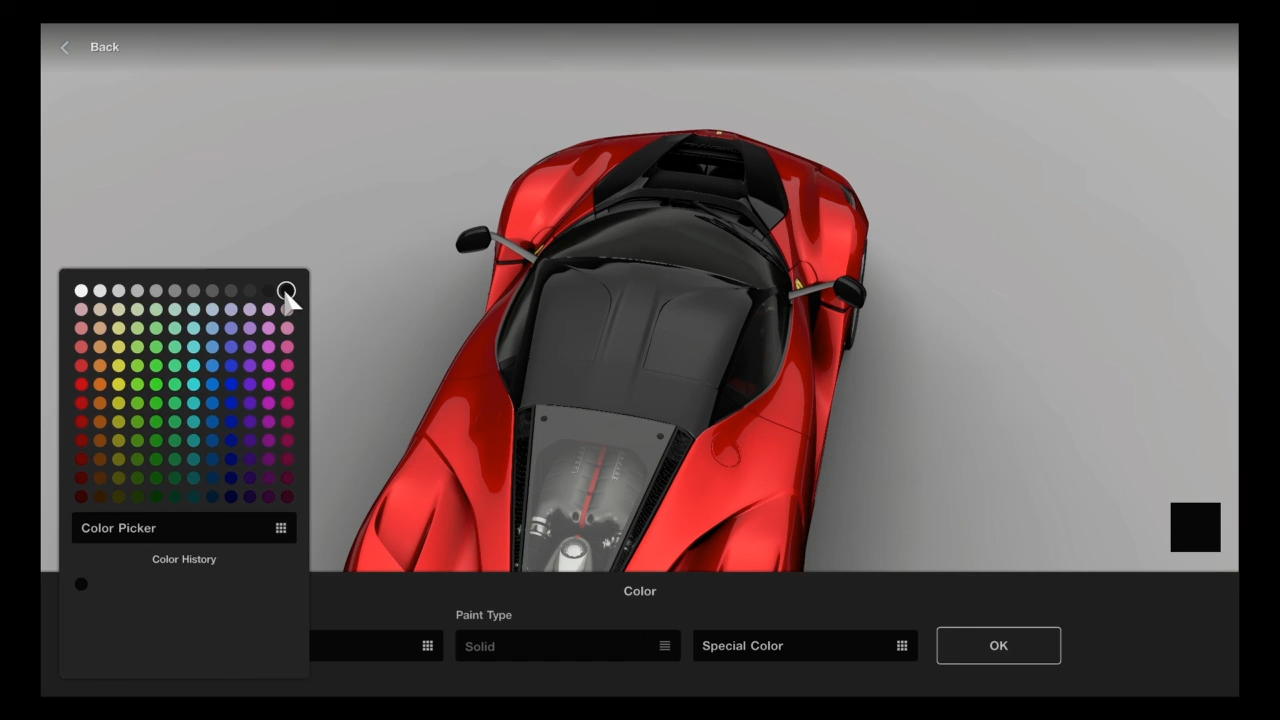 Back
Color Picker
Color History
Color
Paint Type
Solid
Special Color
OK